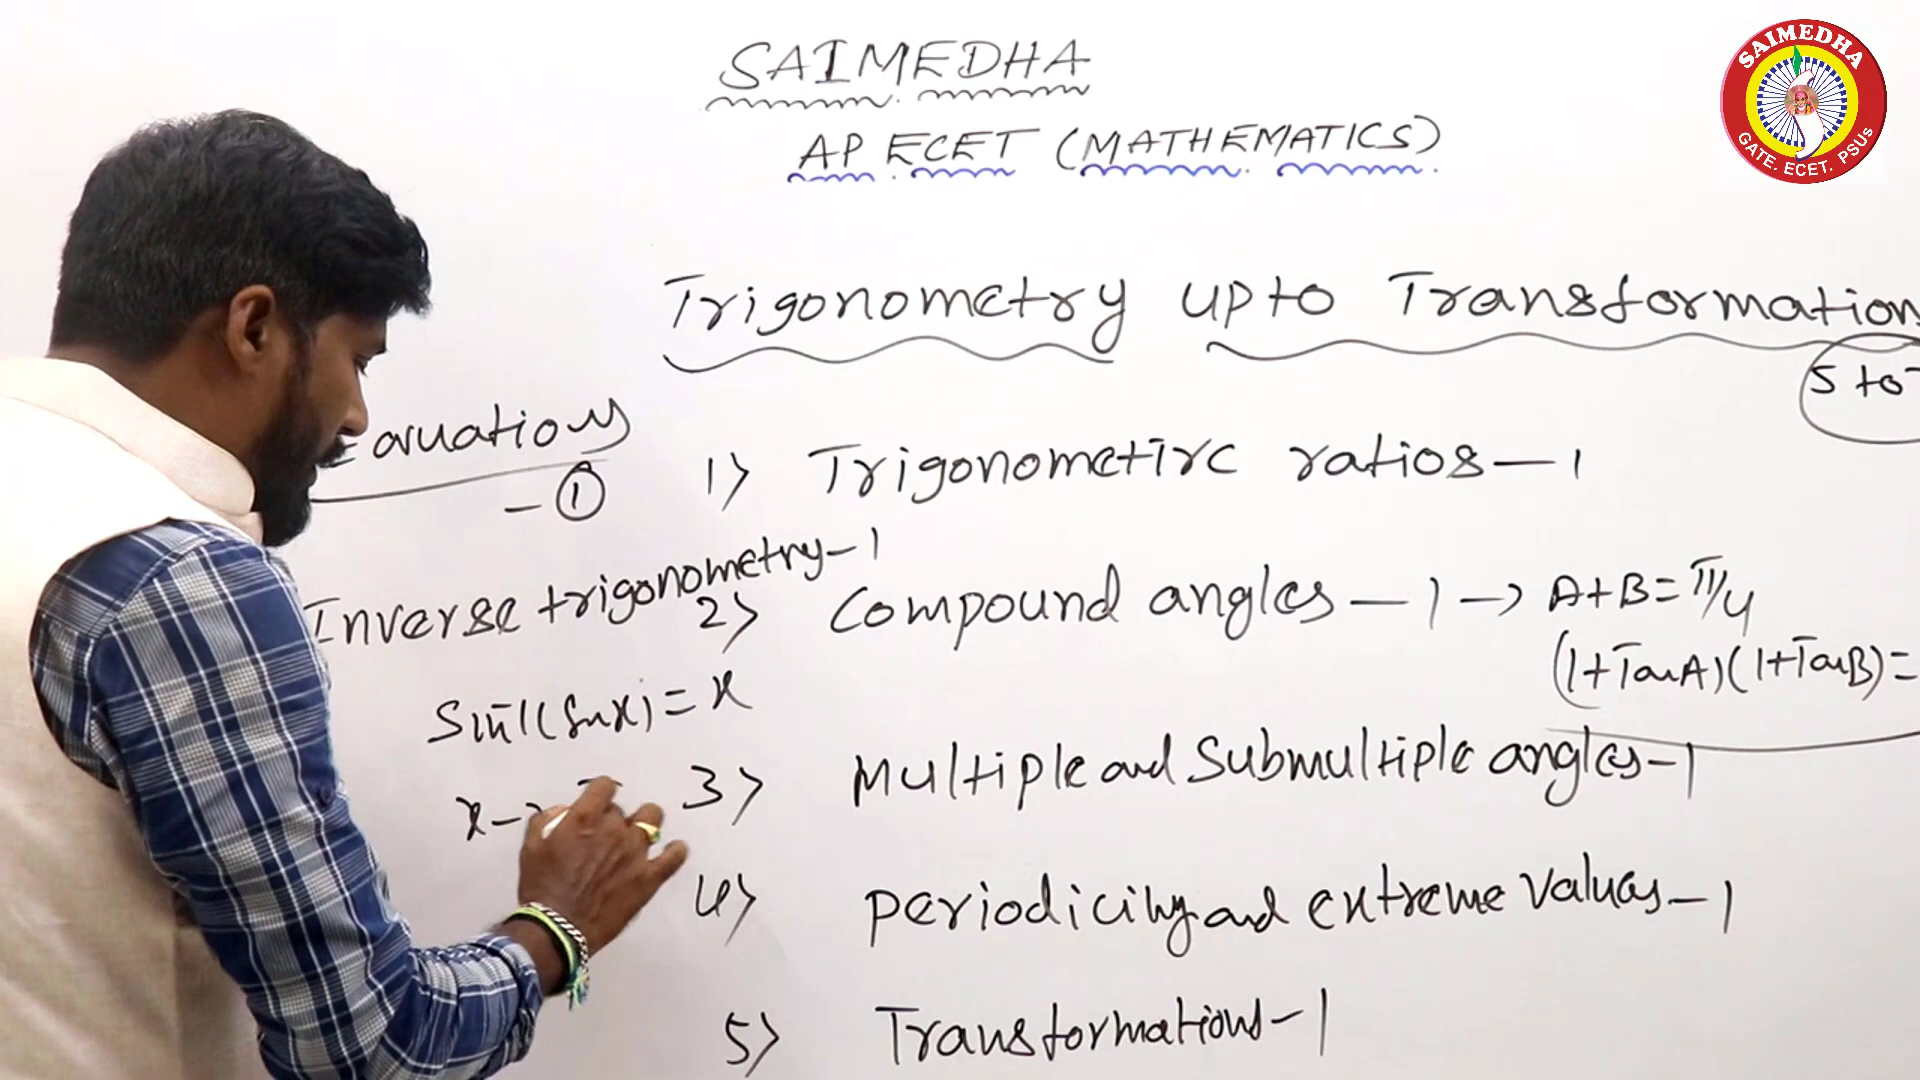 SAIMEDHA
AP ECET (MATHEMATICS)
SAIMEDHA
GATE. ECET. PSUs
Trigonometry upto Transformation
5 to
Equations
- 1
1) Trigonometirc ratios - 1
Inverse trigonometry - 1
2) Compound angles - 1 → A+B = π/4
(1+TanA)(1+TanB) =
Sin⁻¹(Sinx) = x
3) Multiple and Submultiple angles - 1
x →
4) Periodicity and extreme values - 1
5) Transformations - 1